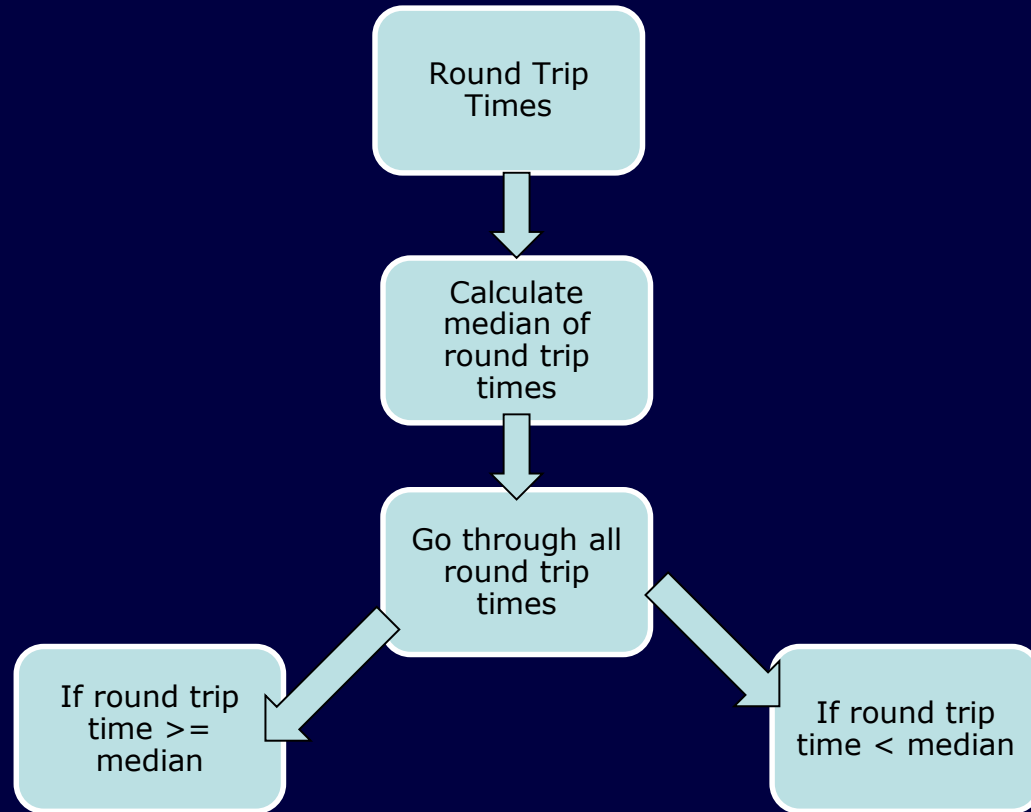 Round Trip
Times
Calculate
median of
round trip
times
Go through all
round trip
times
If round trip
time >=
median
If round trip
time < median